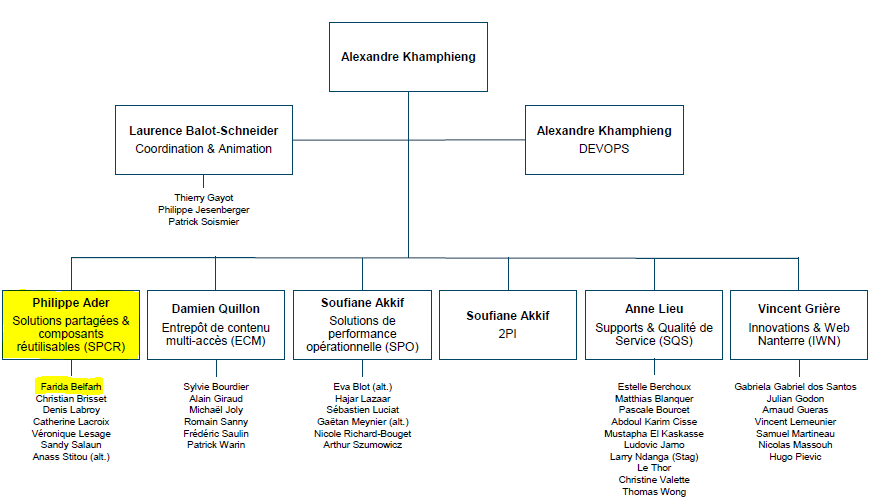 Alexandre Khamphieng
Laurence Balot-Schneider
Coordination & Animation
Alexandre Khamphieng
DEVOPS
Thierry Gayot
Philippe Jesenberger
Patrick Soismier
Philippe Ader
Solutions partagées &
composants
réutilisables (SPCR)
Damien Quillon
Entrepôt de contenu
multi-accès (ECM)
Soufiane Akkif
Solutions de
performance
opérationnelle (SPO)
Soufiane Akkif
2PI
Anne Lieu
Supports & Qualité de
Service (SQS)
Vincent Grière
Innovations & Web
Nanterre (IWN)
Farida Belfarh
Christian Brisset
Denis Labroy
Catherine Lacroix
Véronique Lesage
Sandy Salaun
Anass Stitou (alt.)
Sylvie Bourdier
Alain Giraud
Michaël Joly
Romain Sanny
Frédéric Saulin
Patrick Warin
Eva Blot (alt.)
Hajar Lazaar
Sébastien Luciat
Gaëtan Meynier (alt.)
Nicole Richard-Bouget
Arthur Szumowicz
Estelle Berchoux
Matthias Blanquer
Pascale Bourcet
Abdoul Karim Cisse
Mustapha El Kaskasse
Ludovic Jamo
Larry Ndanga (Stag)
Le Thor
Christine Valette
Thomas Wong
Gabriela Gabriel dos Santos
Julian Godon
Arnaud Gueras
Vincent Lemeunier
Samuel Martineau
Nicolas Massouh
Hugo Pievic